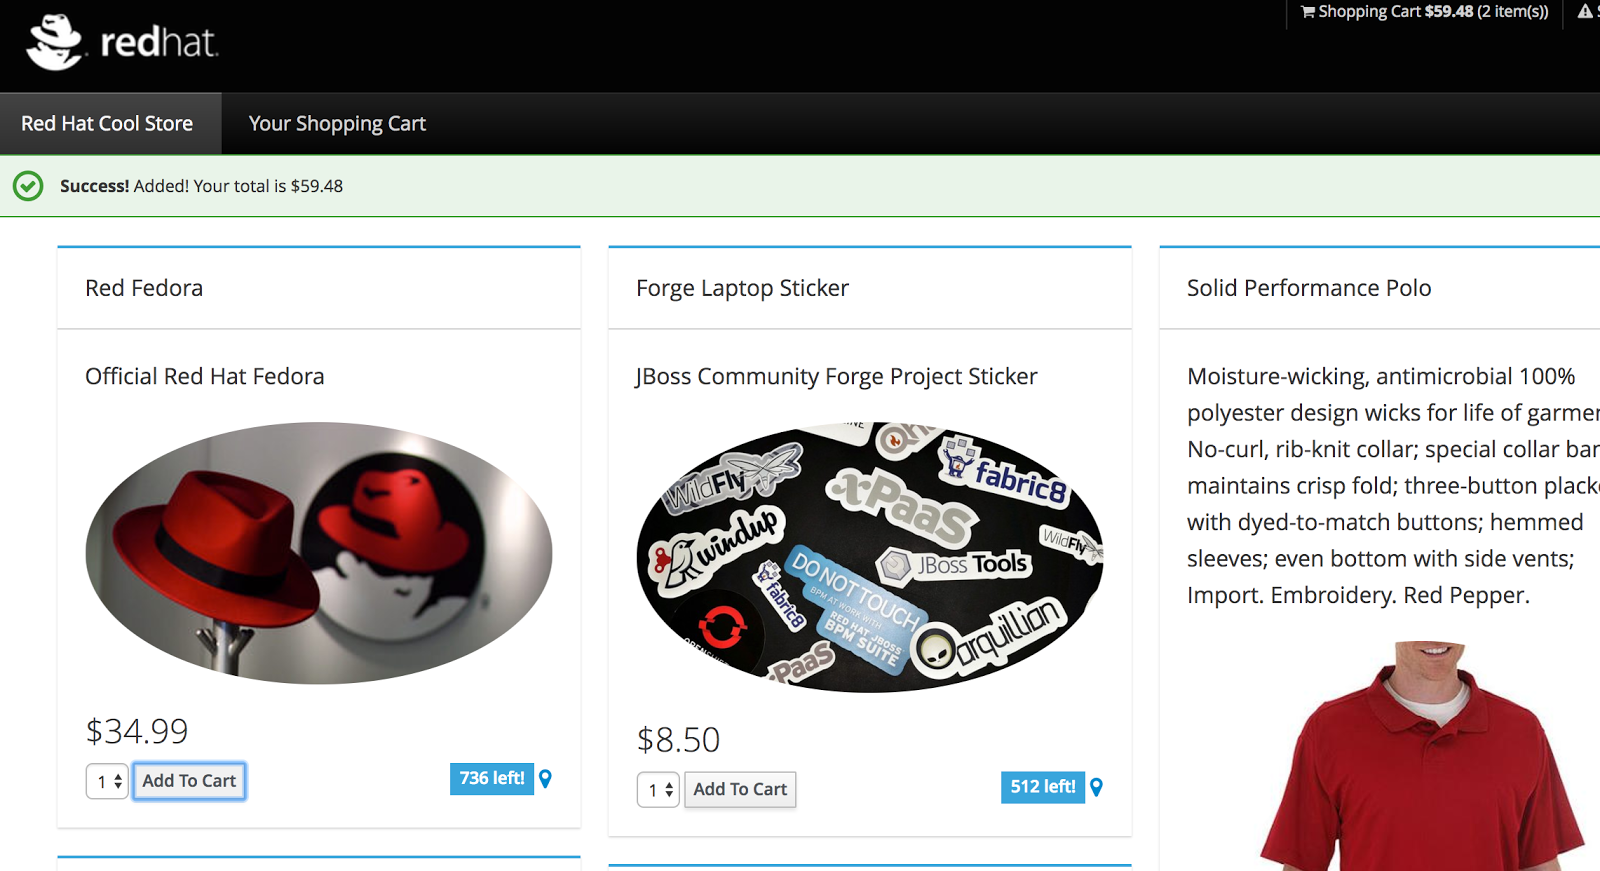 Shopping Cart $59.48 (2 item(s))
redhat.
Red Hat Cool Store
Your Shopping Cart
Success! Added! Your total is $59.48
Red Fedora
Official Red Hat Fedora
$34.99
1
Add To Cart
736 left!
Forge Laptop Sticker
JBoss Community Forge Project Sticker
WildFly
fabric8
xPaaS
windup
WildFly
JBoss Tools
DO NOT TOUCH
BPM AT WORK WITH
RED HAT JBOSS
BPM SUITE
fabric8
arquillian
xPaaS
$8.50
1
Add To Cart
512 left!
Solid Performance Polo
Moisture-wicking, antimicrobial 100%
polyester design wicks for life of garmen
No-curl, rib-knit collar; special collar ban
maintains crisp fold; three-button placke
with dyed-to-match buttons; hemmed
sleeves; even bottom with side vents;
Import. Embroidery. Red Pepper.